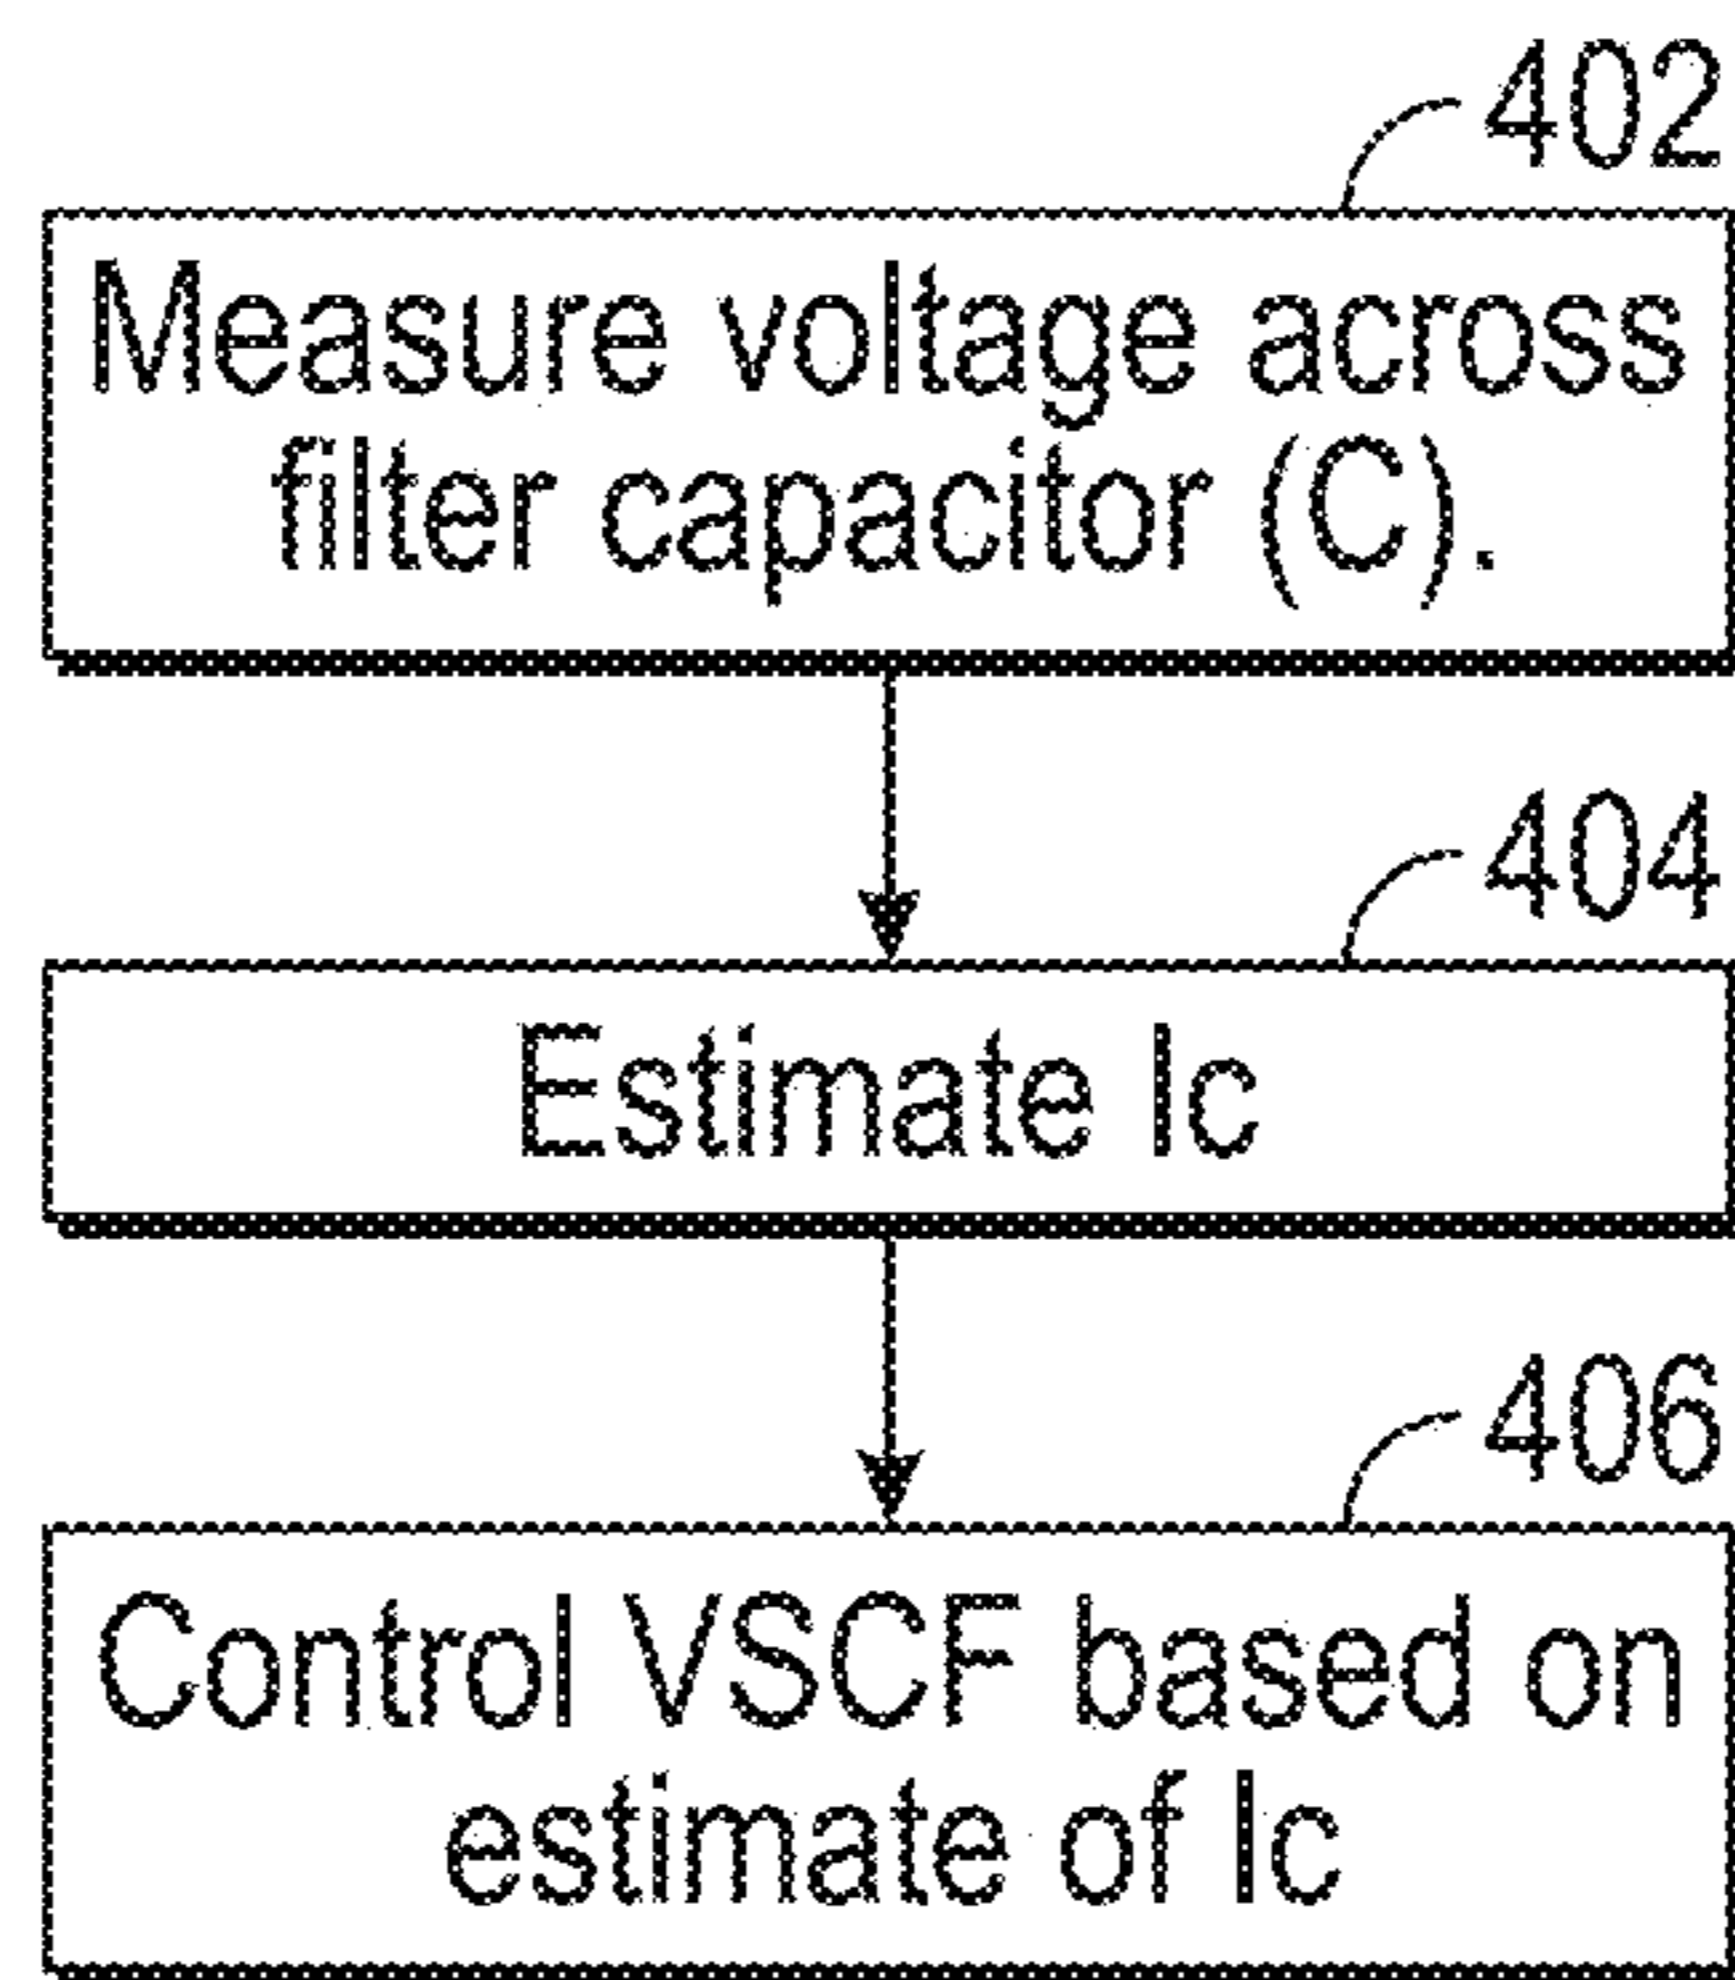 402
Measure voltage across
filter capacitor (C).
404
Estimate Ic
406
Control VSCF based on
estimate of Ic